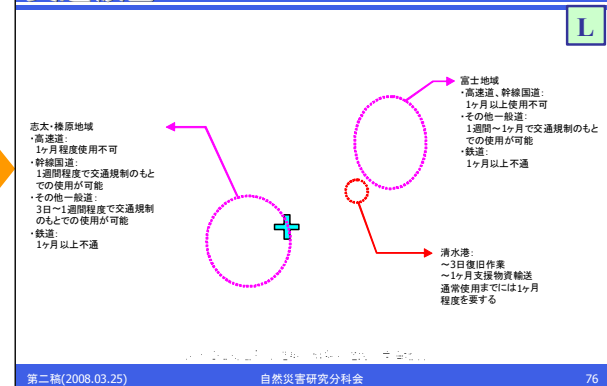 L
富士地域
・高速道、幹線国道:
1ヶ月以上使用不可
・その他一般道:
1週間～1ヶ月で交通規制のもと
での使用が可能
・鉄道:
1ヶ月以上不通
志太・榛原地域
・高速道:
1ヶ月程度使用不可
・幹線国道:
1週間程度で交通規制のもと
での使用が可能
・その他一般道:
3日～1週間程度で交通規制
のもとでの使用が可能
・鉄道:
1ヶ月以上不通
清水港:
～3日復旧作業
～1ヶ月支援物資輸送
通常使用までには1ヶ月
程度を要する
第二稿(2008.03.25)
自然災害研究分科会
76